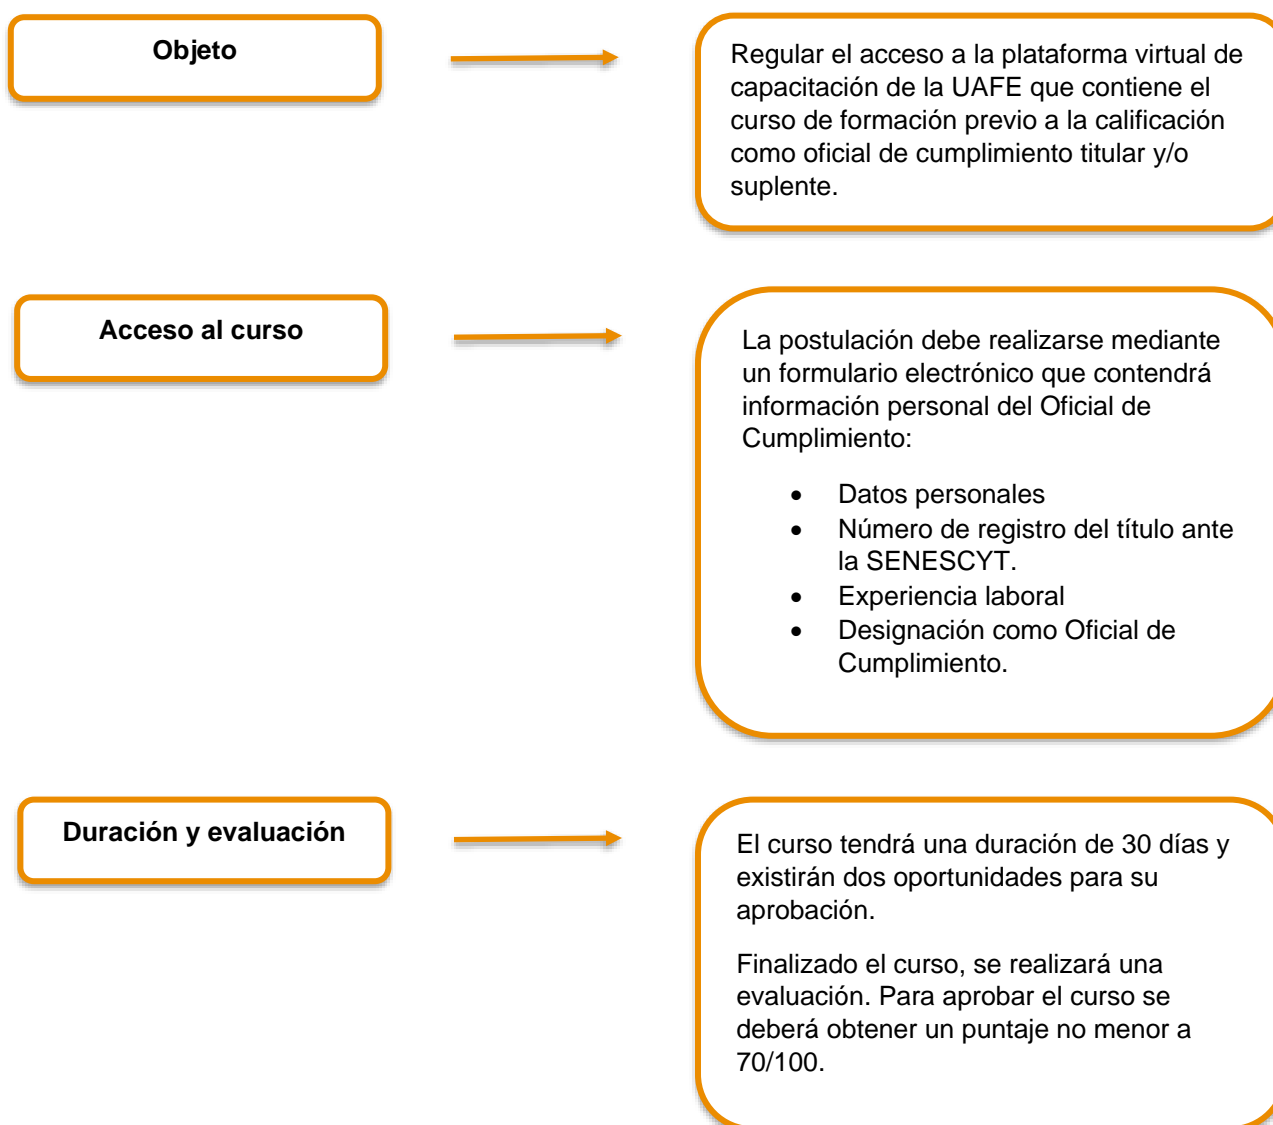 Objeto
Regular el acceso a la plataforma virtual de
capacitación de la UAFE que contiene el
curso de formación previo a la calificación
como oficial de cumplimiento titular y/o
suplente.
Acceso al curso
La postulación debe realizarse mediante
un formulario electrónico que contendrá
información personal del Oficial de
Cumplimiento:
• Datos personales
• Número de registro del título ante
la SENESCYT.
• Experiencia laboral
• Designación como Oficial de
Cumplimiento.
Duración y evaluación
El curso tendrá una duración de 30 días y
existirán dos oportunidades para su
aprobación.
Finalizado el curso, se realizará una
evaluación. Para aprobar el curso se
deberá obtener un puntaje no menor a
70/100.